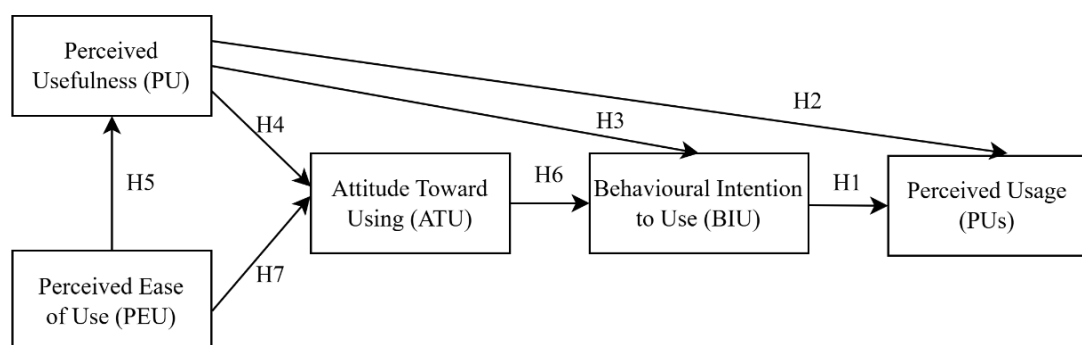 Perceived
Usefulness (PU)
H2
H3
H4
H5
Attitude Toward
Using (ATU)
H6
Behavioural Intention
to Use (BIU)
H1
Perceived Usage
(PUs)
H7
Perceived Ease
of Use (PEU)